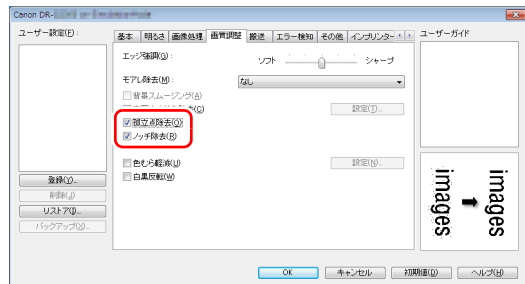 Canon DR-
ユーザー設定(F):
基本 明るさ 画像処理 画質調整 搬送 エラー検知 その他 インプリンター
ユーザーガイド
エッジ強調(G):
ソフト シャープ
モアレ除去(M):
なし
背景スムージング(A)
設定(T)...
孤立点除去(O)
ノッチ除去(R)
色むら軽減(U)
設定(N)...
白黒反転(W)
登録(Y)...
削除(J)
リストア(I)...
バックアップ(X)...
images
images
OK キャンセル 初期値(D) ヘルプ(H)